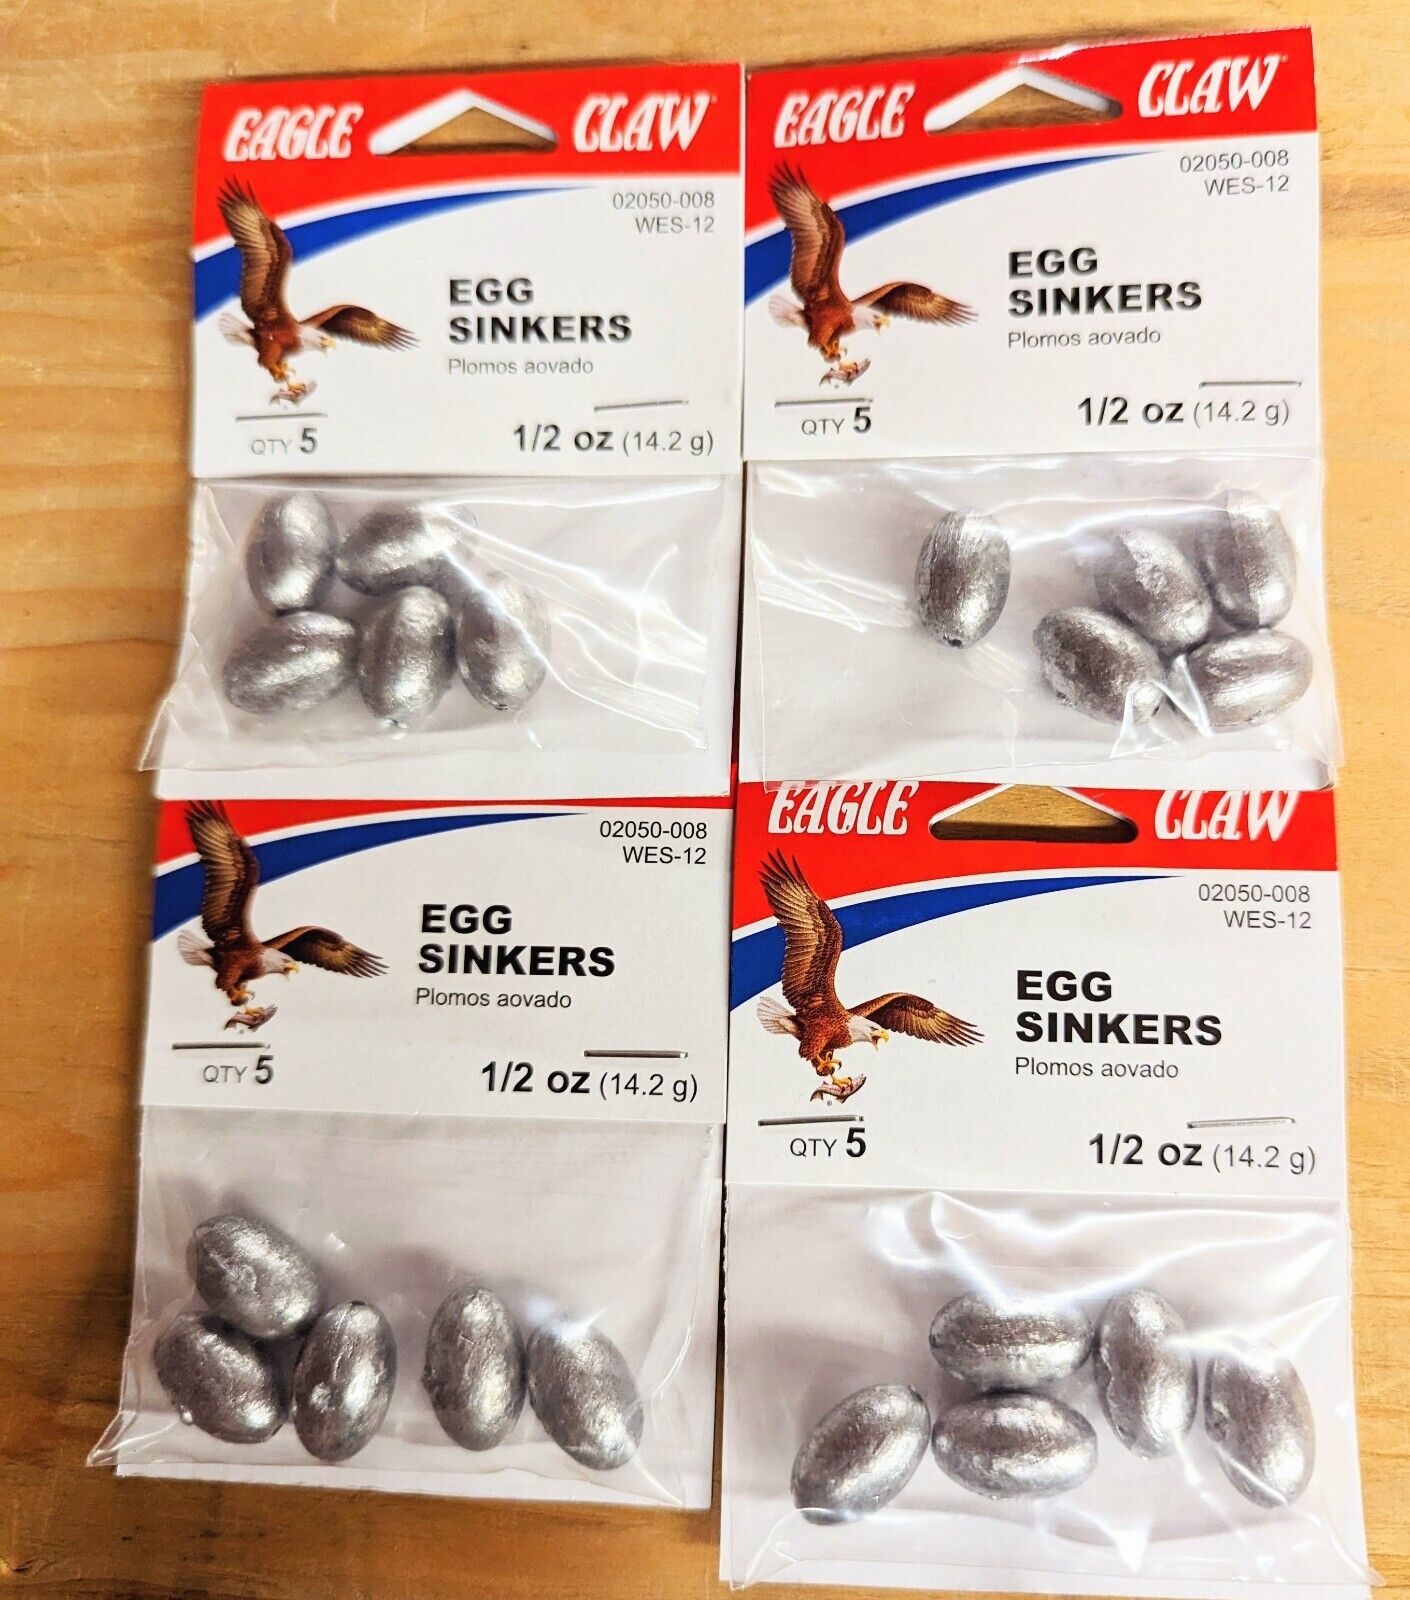 EAGLE CLAW
02050-008
WES-12
EGG
SINKERS
Plomos aovado
QTY 5
1/2 oz (14.2 g)
EAGLE CLAW
02050-008
WES-12
EGG
SINKERS
Plomos aovado
QTY 5
1/2 oz (14.2 g)
02050-008
WES-12
EGG
SINKERS
Plomos aovado
QTY 5
1/2 oz (14.2 g)
EAGLE CLAW
02050-008
WES-12
EGG
SINKERS
Plomos aovado
®
QTY 5
1/2 oz (14.2 g)